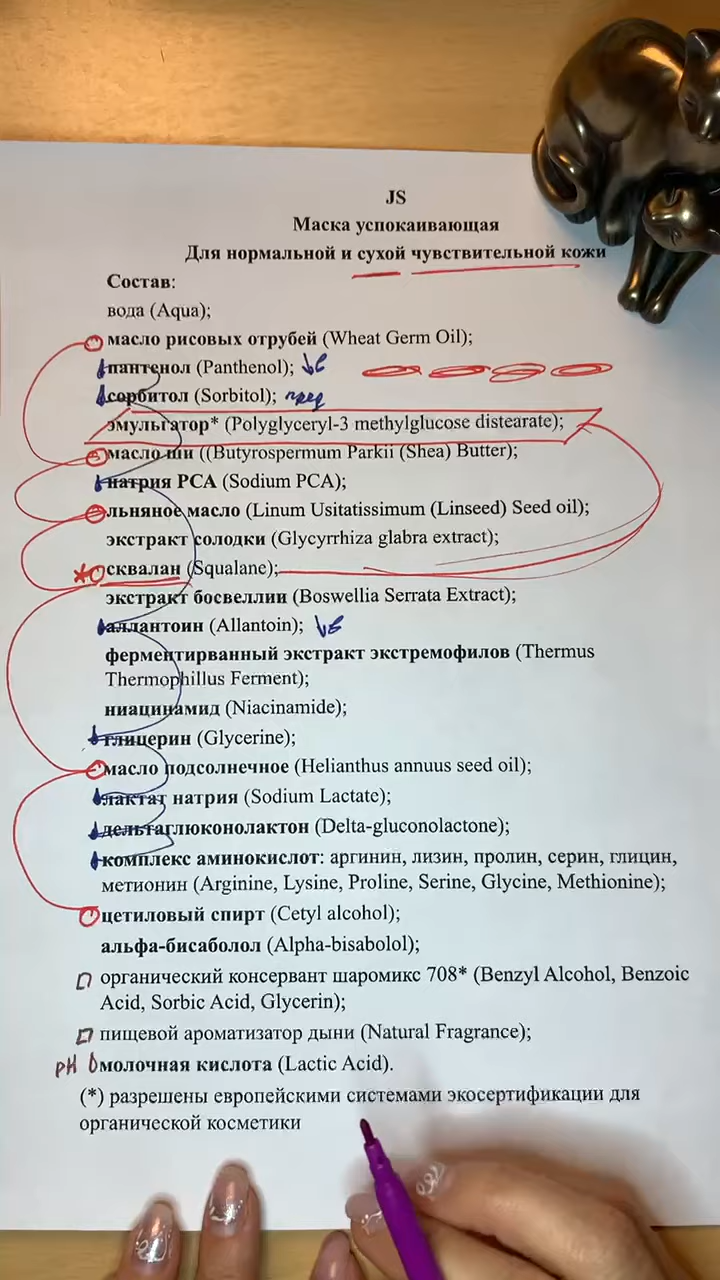 JS
Маска успокаивающая
Для нормальной и сухой чувствительной кожи
Состав:
вода (Aqua);
масло рисовых отрубей (Wheat Germ Oil);
пантенол (Panthenol);
сорбитол (Sorbitol); пред
эмульгатор* (Polyglyceryl-3 methylglucose distearate);
масло ши ((Butyrospermum Parkii (Shea) Butter);
натрия PCA (Sodium PCA);
льняное масло (Linum Usitatissimum (Linseed) Seed oil);
экстракт солодки (Glycyrrhiza glabra extract);
сквалан (Squalane);
экстракт босвеллии (Boswellia Serrata Extract);
аллантоин (Allantoin);
ферментирванный экстракт экстремофилов (Thermus
Thermophillus Ferment);
ниацинамид (Niacinamide);
глицерин (Glycerine);
масло подсолнечное (Helianthus annuus seed oil);
лактат натрия (Sodium Lactate);
дельтаглюконолактон (Delta-gluconolactone);
комплекс аминокислот: аргинин, лизин, пролин, серин, глицин,
метионин (Arginine, Lysine, Proline, Serine, Glycine, Methionine);
цетиловый спирт (Cetyl alcohol);
альфа-бисаболол (Alpha-bisabolol);
органический консервант шаромикс 708* (Benzyl Alcohol, Benzoic
Acid, Sorbic Acid, Glycerin);
пищевой ароматизатор дыни (Natural Fragrance);
pH молочная кислота (Lactic Acid).
(*) разрешены европейскими системами экосертификации для
органической косметики